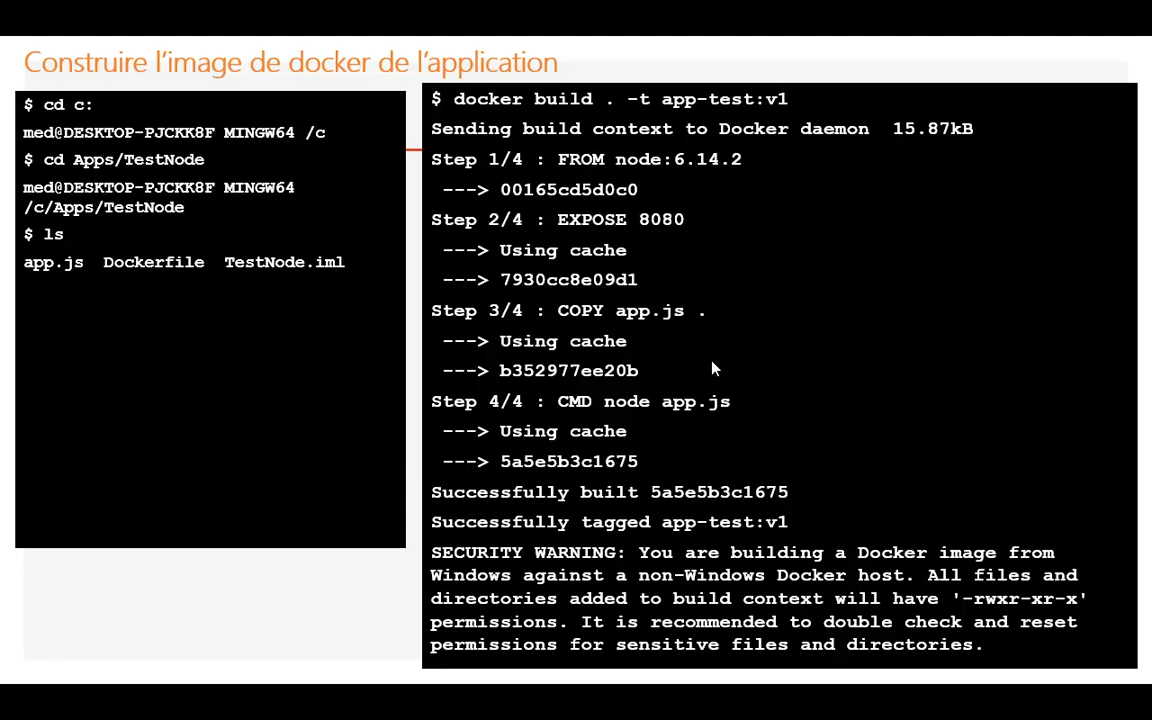 Construire l'image de docker de l'application
$ cd c:
med@DESKTOP-PJCKK8F MINGW64 /c
$ cd Apps/TestNode
med@DESKTOP-PJCKK8F MINGW64
/c/Apps/TestNode
$ ls
app.js  Dockerfile  TestNode.iml
$ docker build . -t app-test:v1
Sending build context to Docker daemon  15.87kB
Step 1/4 : FROM node:6.14.2
---> 00165cd5d0c0
Step 2/4 : EXPOSE 8080
---> Using cache
---> 7930cc8e09d1
Step 3/4 : COPY app.js .
---> Using cache
---> b352977ee20b
Step 4/4 : CMD node app.js
---> Using cache
---> 5a5e5b3c1675
Successfully built 5a5e5b3c1675
Successfully tagged app-test:v1
SECURITY WARNING: You are building a Docker image from
Windows against a non-Windows Docker host. All files and
directories added to build context will have '-rwxr-xr-x'
permissions. It is recommended to double check and reset
permissions for sensitive files and directories.